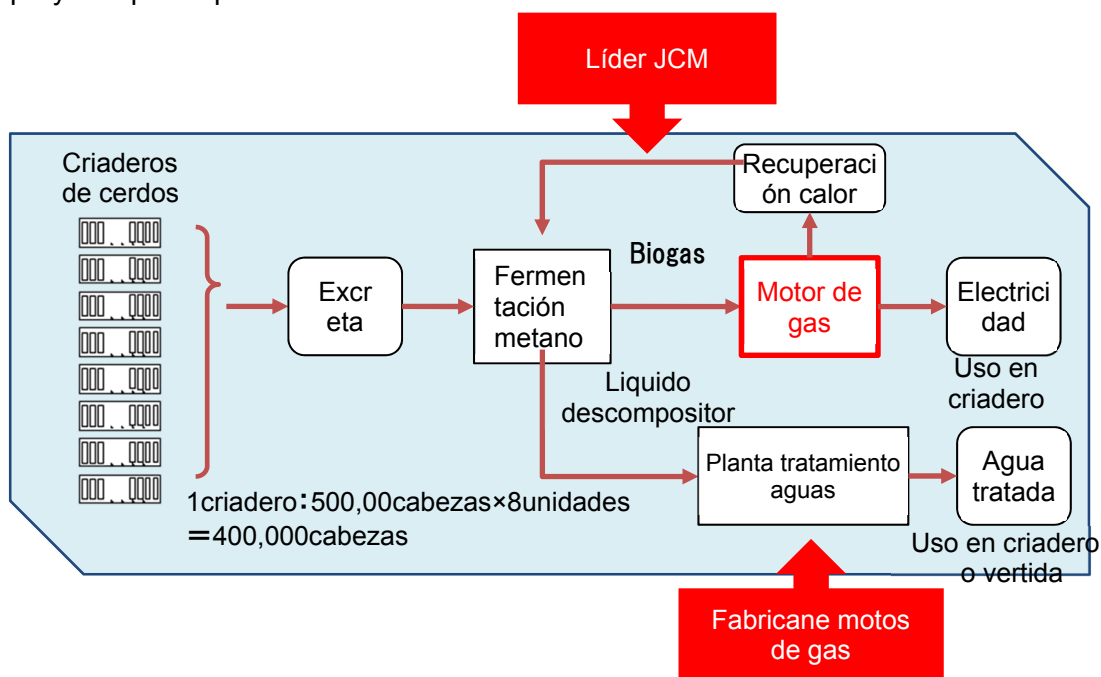 Líder JCM
Criaderos
de cerdos
Recuperaci
ón calor
Biogas
Excr
eta
Fermen
tación
metano
Motor de
gas
Electrici
dad
Uso en
criadero
Liquido
descompositor
Planta tratamiento
aguas
Agua
tratada
1criadero：500,00cabezas×8unidades
＝400,000cabezas
Uso en criadero
o vertida
Fabricane motos
de gas